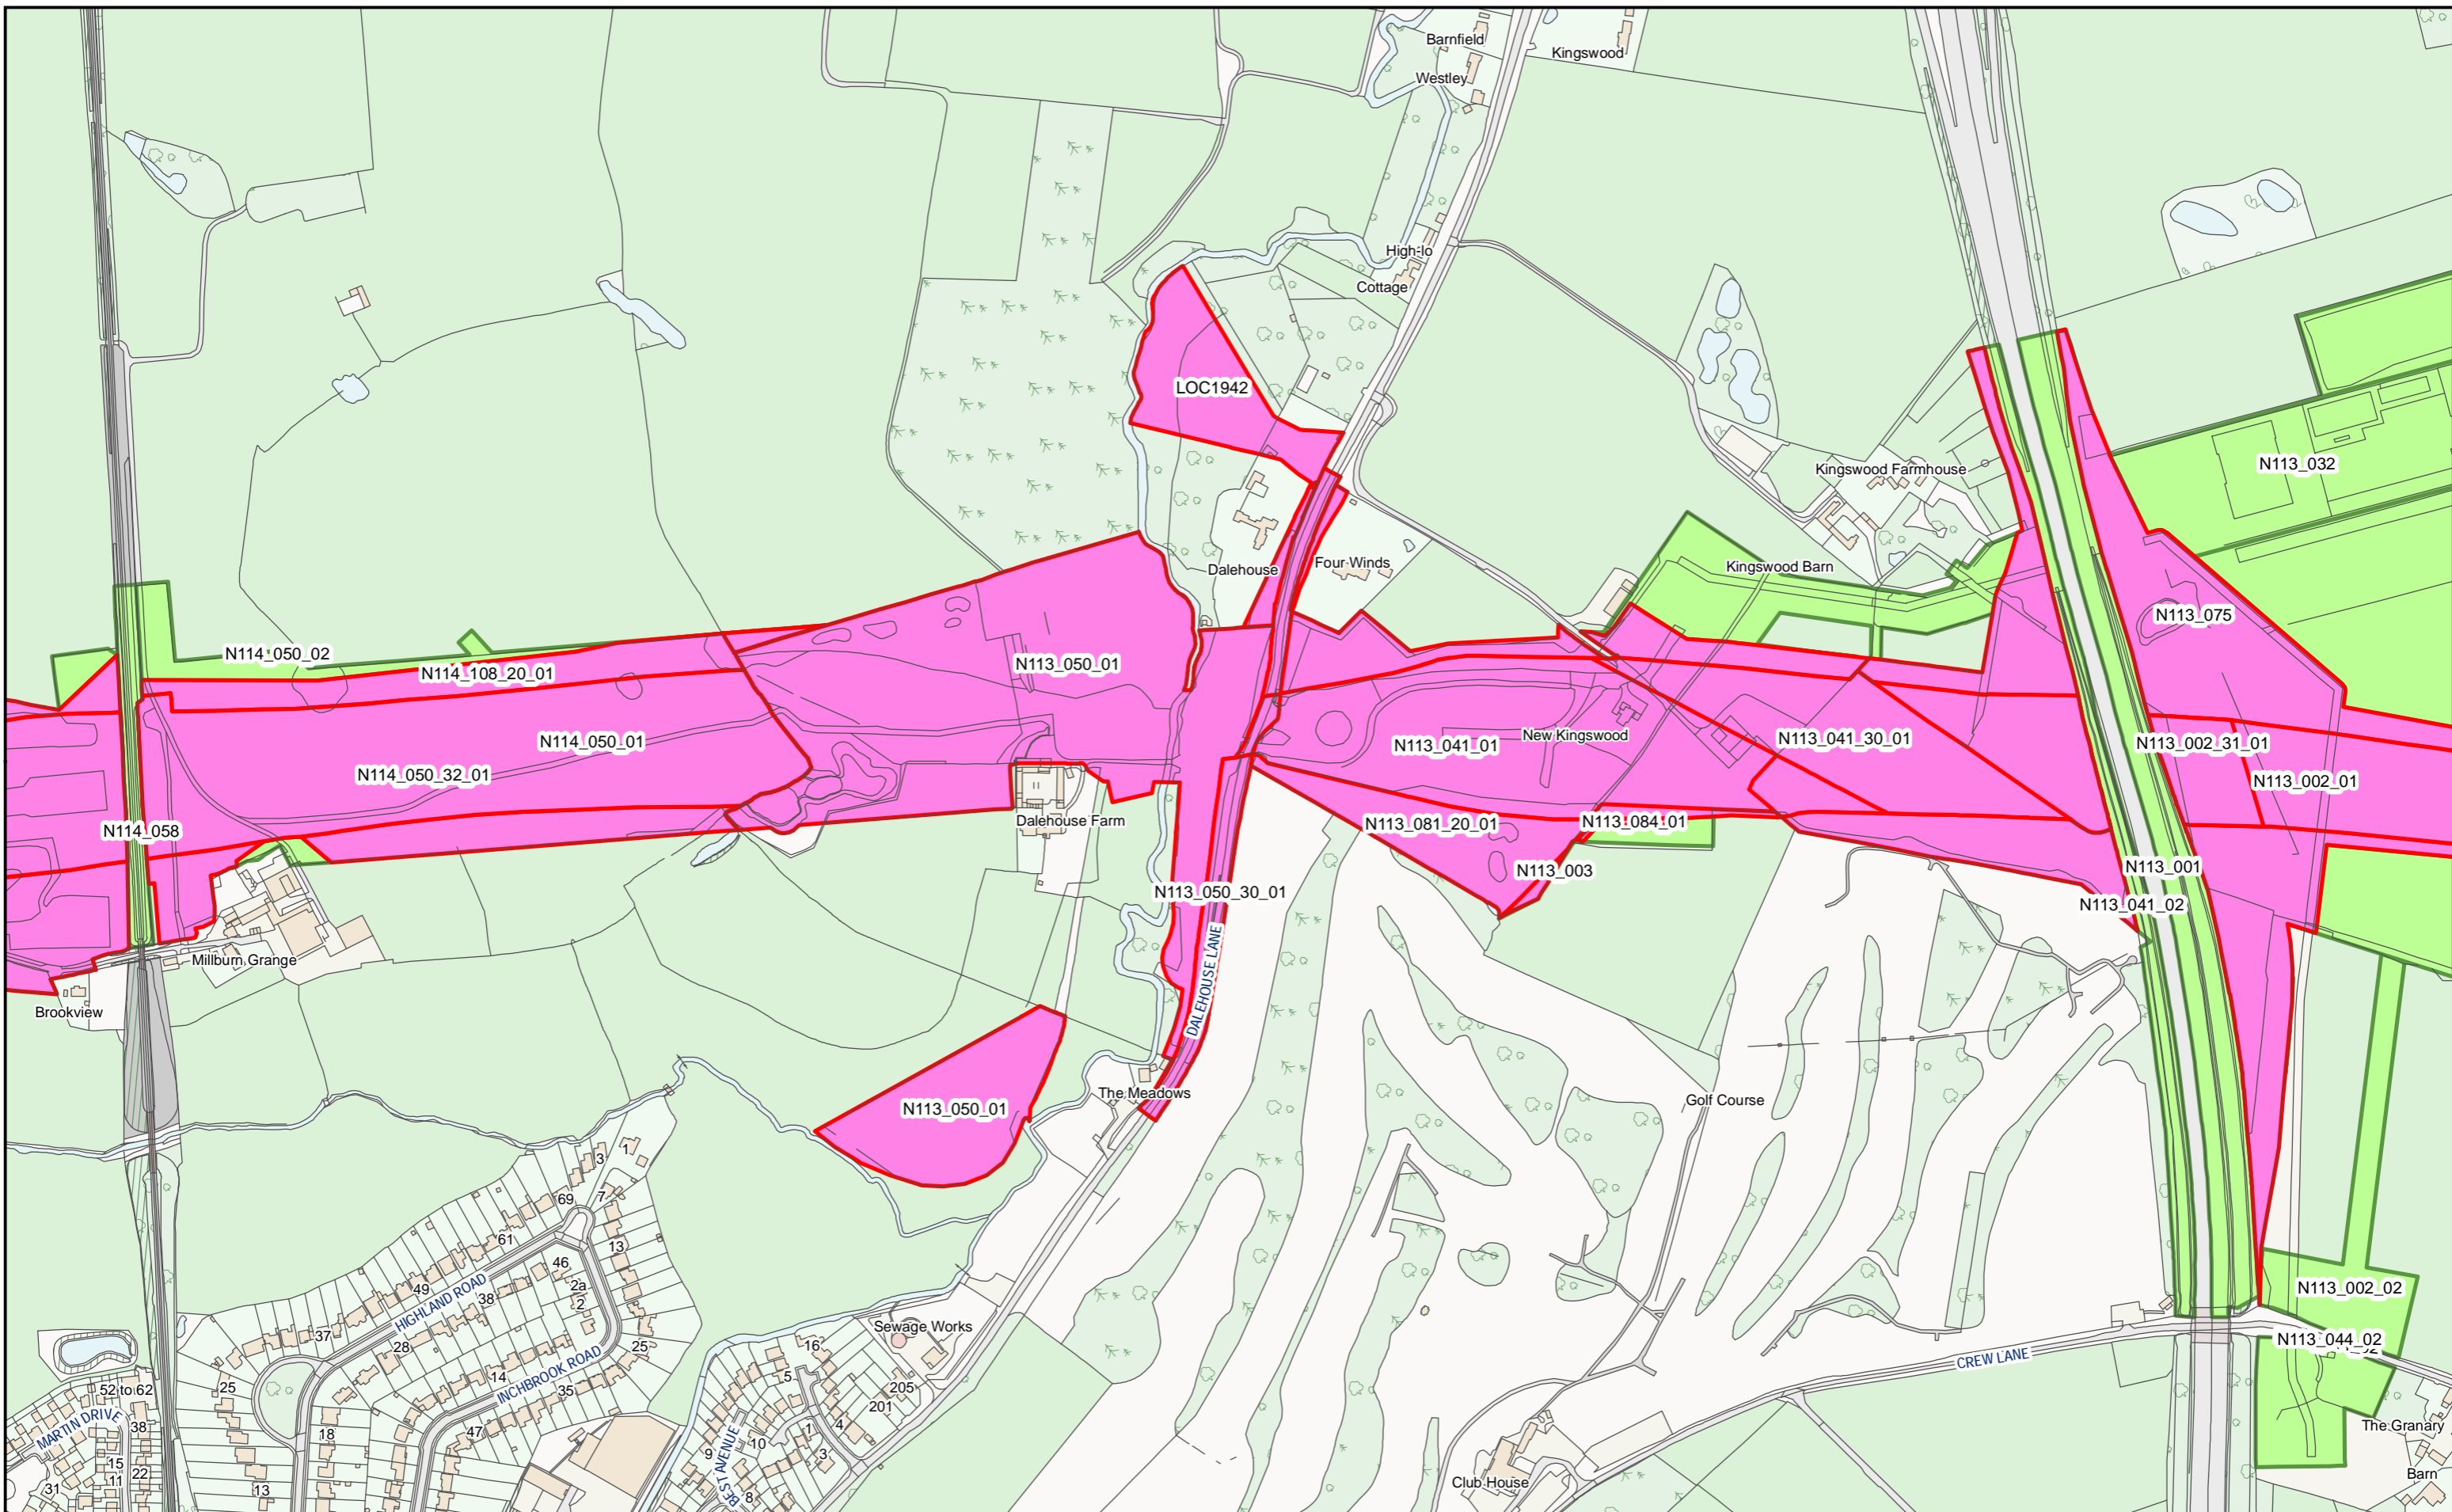 Barnfield
Kingswood
Westley
High-lo
Cottage
LOC1942
N113_032
Kingswood Farmhouse
Dalehouse
Four Winds
Kingswood Barn
N113_075
N114_050_02
N114_108_20_01
N113_050_01
N114_050_01
N114_050_32_01
N113_041_01
New Kingswood
N113_041_30_01
N113_002_31_01
N113_002_01
N114_058
Dalehouse Farm
N113_081_20_01
N113_084_01
N113_003
N113_001
N113_050_30_01
N113_041_02
DALEHOUSE LANE
Millburn Grange
Brookview
The Meadows
N113_050_01
Golf Course
3
1
69
7
61
13
46
2a
2
49
38
HIGHLAND ROAD
37
28
25
14
INCHBROOK ROAD
35
25
47
18
13
52 to 62
MARTIN DRIVE
38
15
11
22
31
Sewage Works
16
5
205
201
4
1
3
10
9
8
BEST AVENUE
N113_002_02
N113_044_02
CREW LANE
The Granary
Barn
Club House